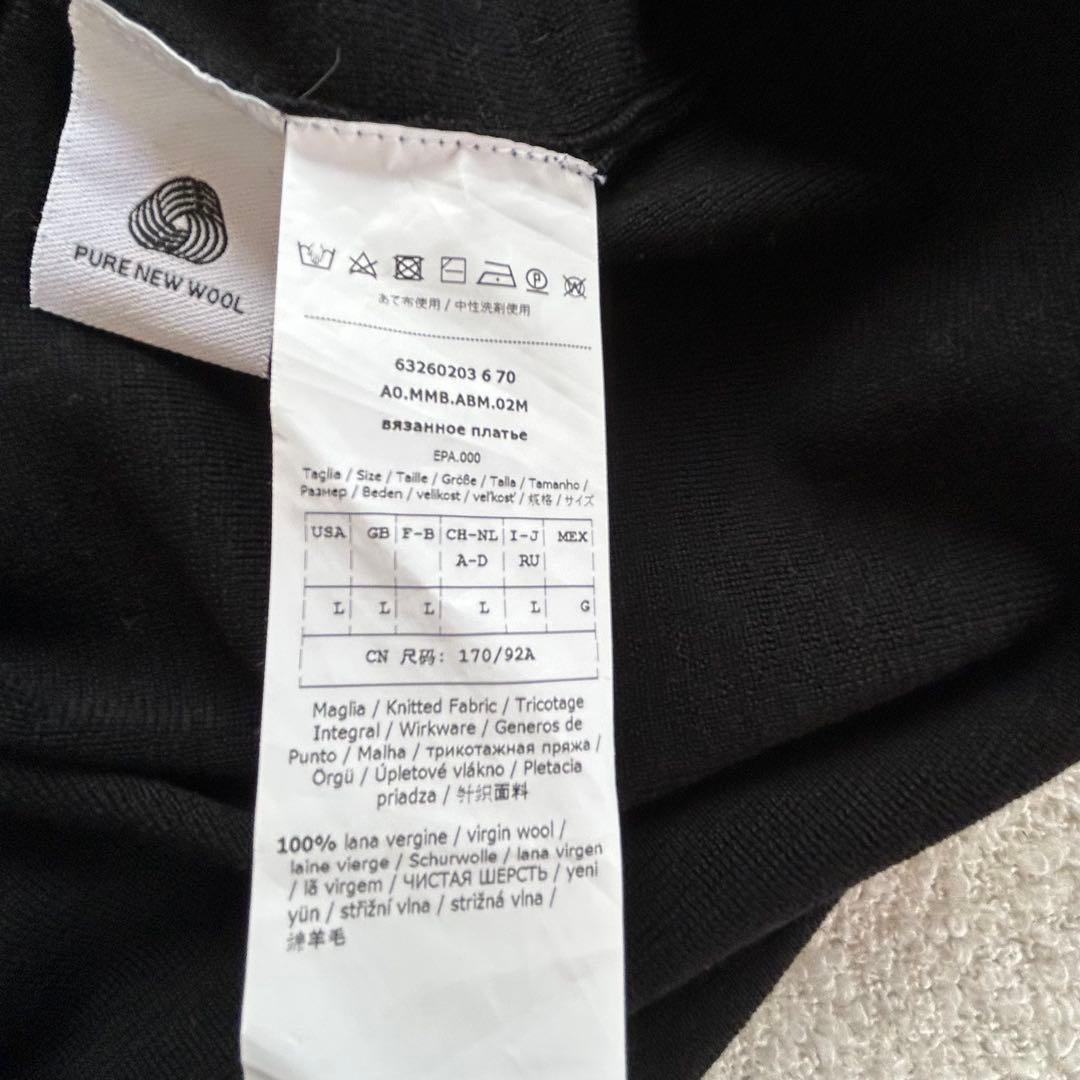 PURE NEW WOOL
あて布使用 / 中性洗剤使用
63260203 6 70
A0.MMB.ABM.02M
вязанное платье
EPA.000
Taglia / Size / Taille / Größe / Talla / Tamanho /
Размер / Beden / velikost / veľkosť / 规格 / サイズ
USA GB F-B CH-NL I-J MEX
A-D RU
L L L L L G
CN 尺码: 170/92A
Maglia / Knitted Fabric / Tricotage
Integral / Wirkware / Generos de
Punto / Malha / трикотажная пряжа /
Örgü / Úpletové vlákno / Pletacia
priadza / 针织面料
100% lana vergine / virgin wool /
laine vierge / Schurwolle / lana virgen
/ lã virgem / ЧИСТАЯ ШЕРСТЬ / yeni
yün / střižní vlna / strižná vlna /
绵羊毛